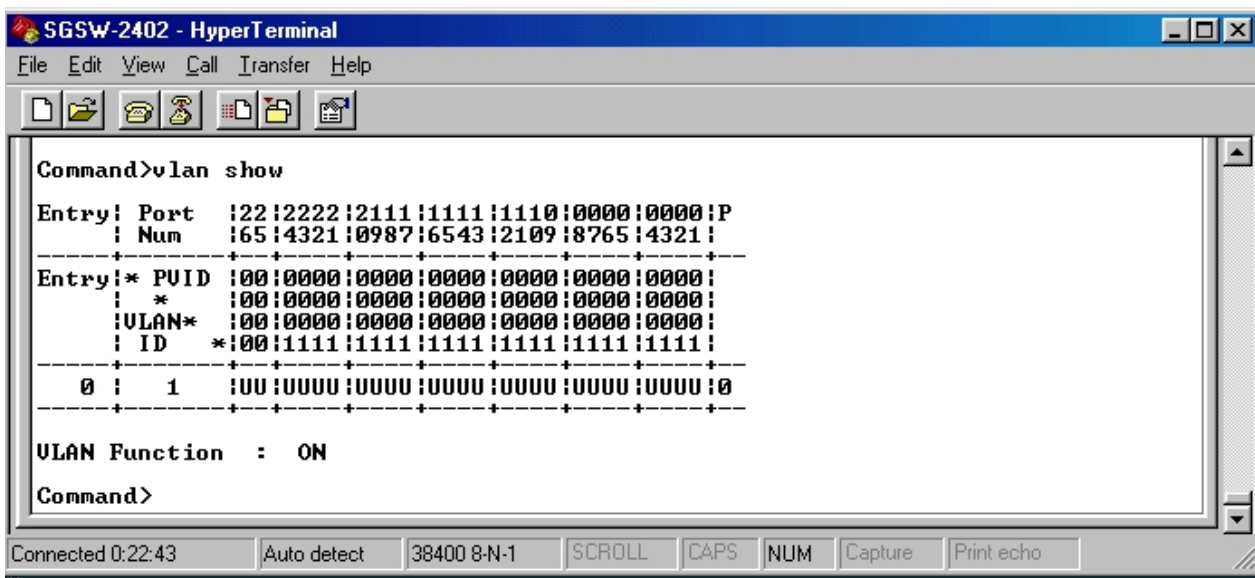 SGSW-2402 - HyperTerminal
File Edit View Call Transfer Help
Command>vlan show
Entry¦ Port   ¦22¦2222¦2111¦1111¦1110¦0000¦0000¦P
     ¦ Num    ¦65¦4321¦0987¦6543¦2109¦8765¦4321¦
-----+--------+--+----+----+----+----+----+----+--
Entry¦* PVID  ¦00¦0000¦0000¦0000¦0000¦0000¦0000¦
     ¦  *     ¦00¦0000¦0000¦0000¦0000¦0000¦0000¦
     ¦VLAN*   ¦00¦0000¦0000¦0000¦0000¦0000¦0000¦
     ¦ ID    *¦00¦1111¦1111¦1111¦1111¦1111¦1111¦
-----+--------+--+----+----+----+----+----+----+--
   0 ¦   1    ¦UU¦UUUU¦UUUU¦UUUU¦UUUU¦UUUU¦UUUU¦0
-----+--------+--+----+----+----+----+----+----+--
VLAN Function  :  ON
Command>
Connected 0:22:43 Auto detect 38400 8-N-1 SCROLL CAPS NUM Capture Print echo